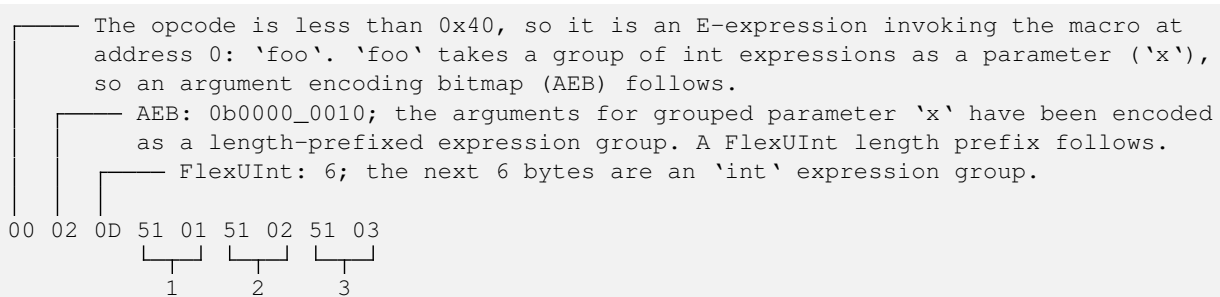 The opcode is less than 0x40, so it is an E-expression invoking the macro at
address 0: `foo`. `foo` takes a group of int expressions as a parameter (`x`),
so an argument encoding bitmap (AEB) follows.
AEB: 0b0000_0010; the arguments for grouped parameter `x` have been encoded
as a length-prefixed expression group. A FlexUInt length prefix follows.
FlexUInt: 6; the next 6 bytes are an `int` expression group.
00 02 0D 51 01 51 02 51 03
1 2 3